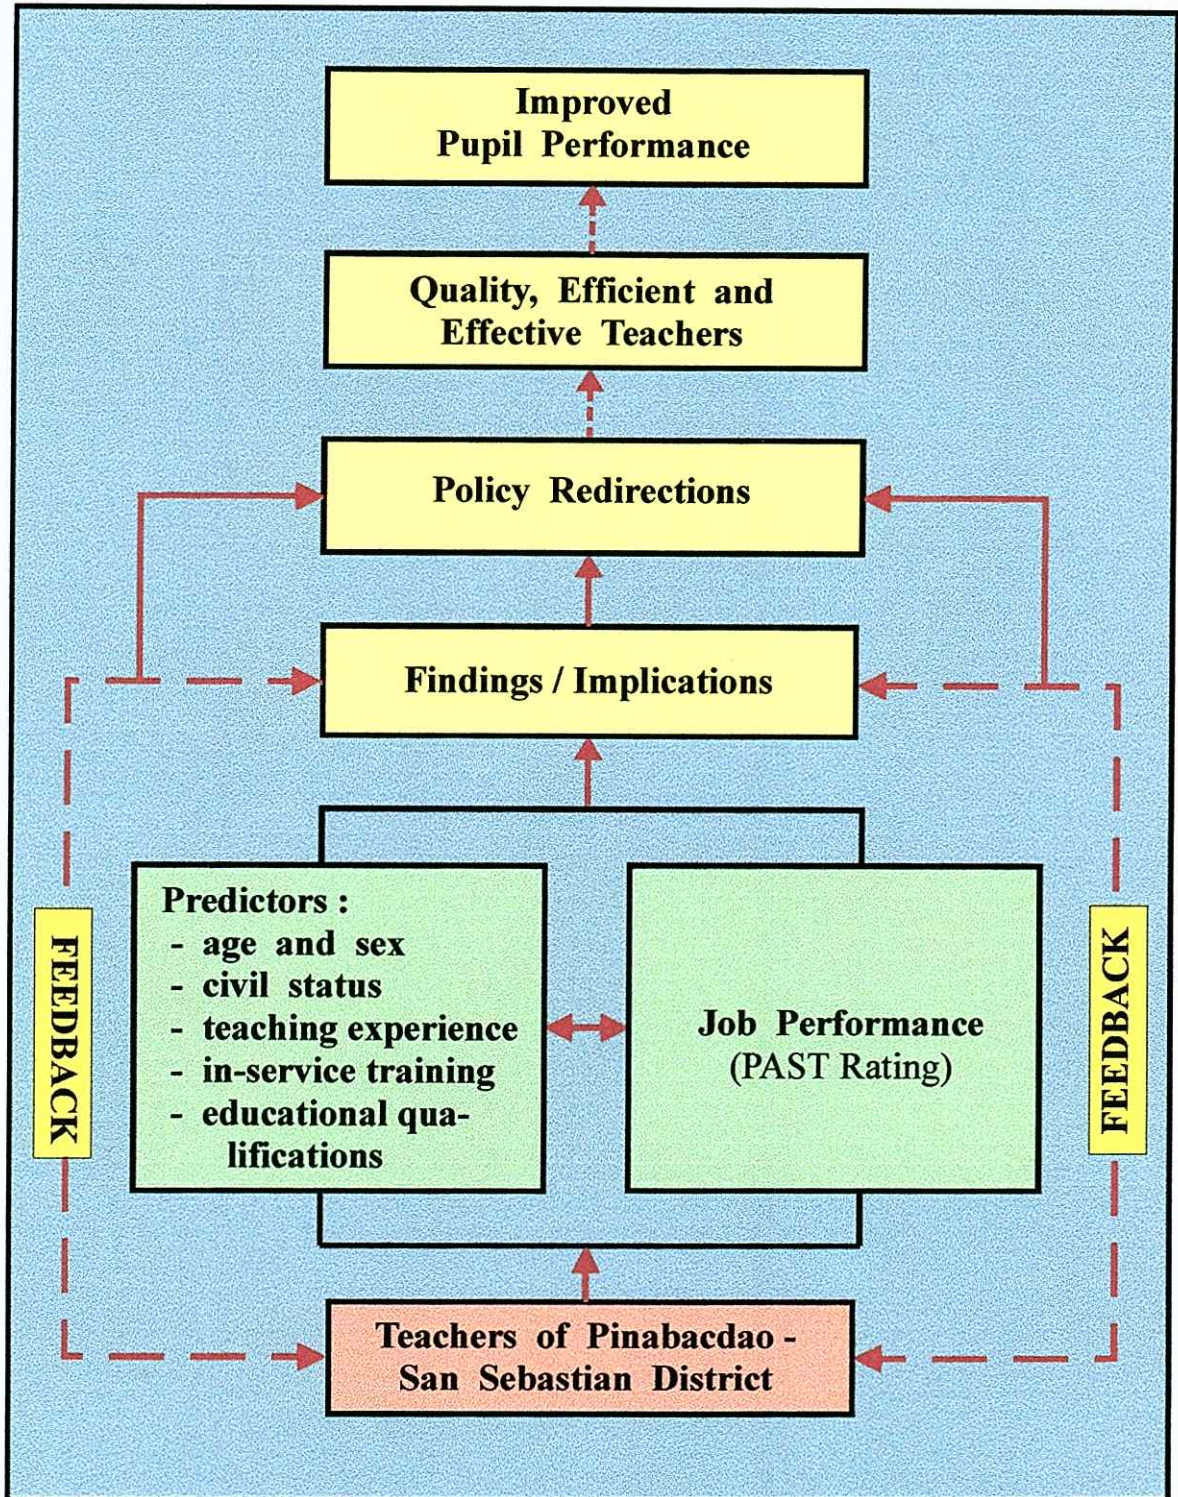 Improved
Pupil Performance
Quality, Efficient and
Effective Teachers
Policy Redirections
Findings / Implications
Predictors :
- age and sex
- civil status
- teaching experience
- in-service training
- educational qua-
lifications
Job Performance
(PAST Rating)
FEEDBACK
FEEDBACK
Teachers of Pinabacdao -
San Sebastian District